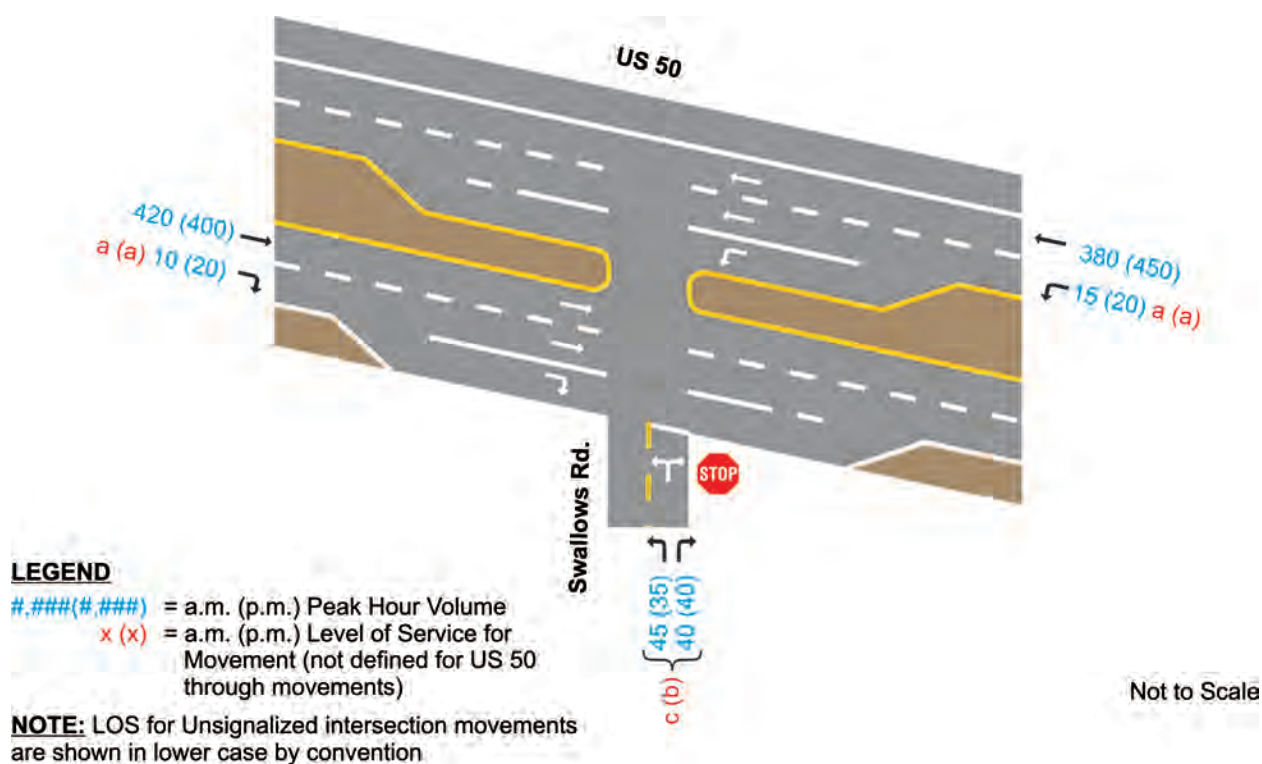 US 50
420 (400)
a (a) 10 (20)
380 (450)
15 (20) a (a)
Swallows Rd.
STOP
45 (35)
40 (40)
c (b)
LEGEND
#,###(#,###) = a.m. (p.m.) Peak Hour Volume
x (x) = a.m. (p.m.) Level of Service for
Movement (not defined for US 50
through movements)
Not to Scale
NOTE: LOS for Unsignalized intersection movements
are shown in lower case by convention